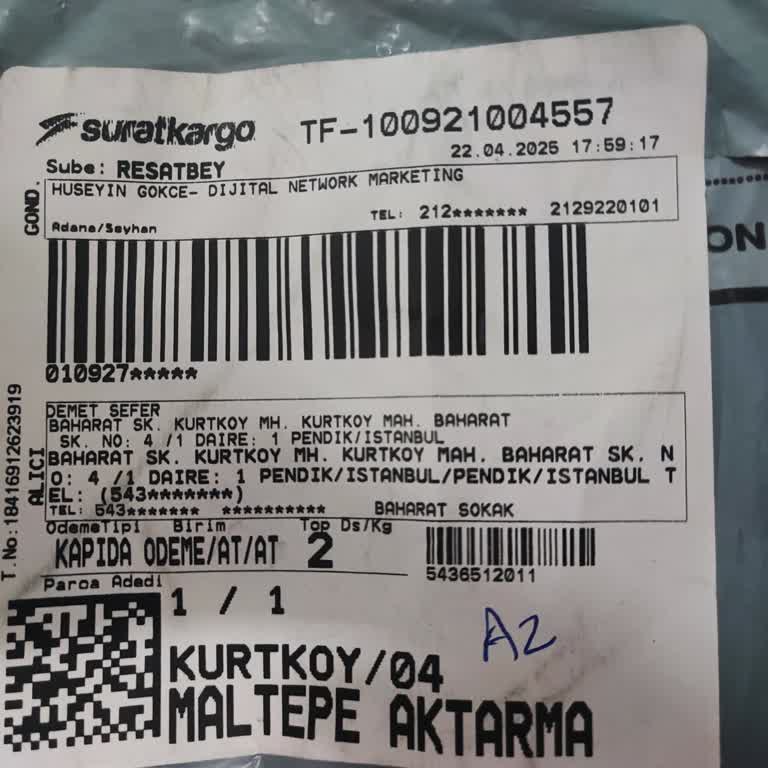 suratkargo TF-100921004557
22.04.2025 17:59:17
Sube: RESATBEY
GOND.
HUSEYIN GOKCE- DIJITAL NETWORK MARKETING
TEL: 212******* 2129220101
Adana/Seyhan
ON
010927*****
T.No:18416912623919
ALICI
DEMET SEFER
BAHARAT SK. KURTKOY MH. KURTKOY MAH. BAHARAT
SK. NO: 4 /1 DAIRE: 1 PENDIK/ISTANBUL
BAHARAT SK. KURTKOY MH. KURTKOY MAH. BAHARAT SK. N
O: 4 /1 DAIRE: 1 PENDIK/ISTANBUL/PENDIK/ISTANBUL T
EL: (543*******)
TEL: 543******* ********** BAHARAT SOKAK
OdemeTipi Birim Top Ds/Kg
KAPIDA ODEME/AT/AT 2
5436512011
Parca Adedi
1 / 1
A2
KURTKOY/04
MALTEPE AKTARMA